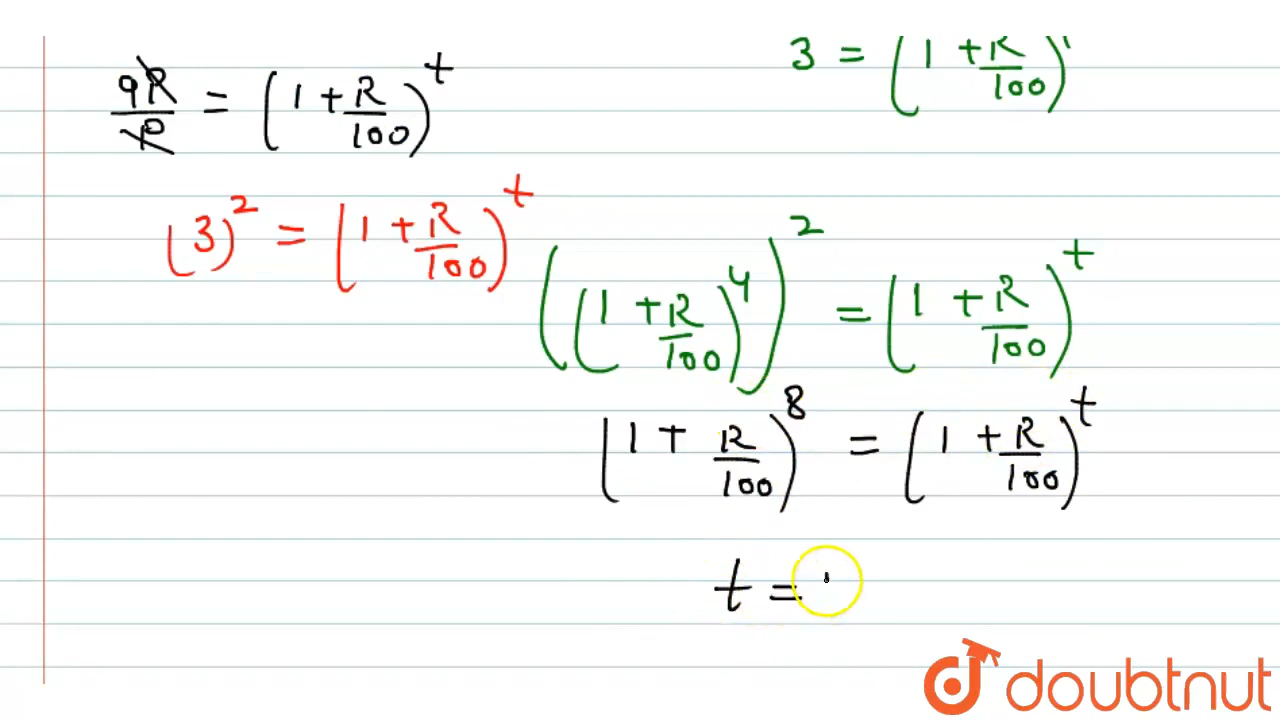 3 = (1 + R/100)
9P/P = (1 + R/100)^t
(3)^2 = (1 + R/100)^t
((1 + R/100)^4)^2 = (1 + R/100)^t
(1 + R/100)^8 = (1 + R/100)^t
t =
doubtnut